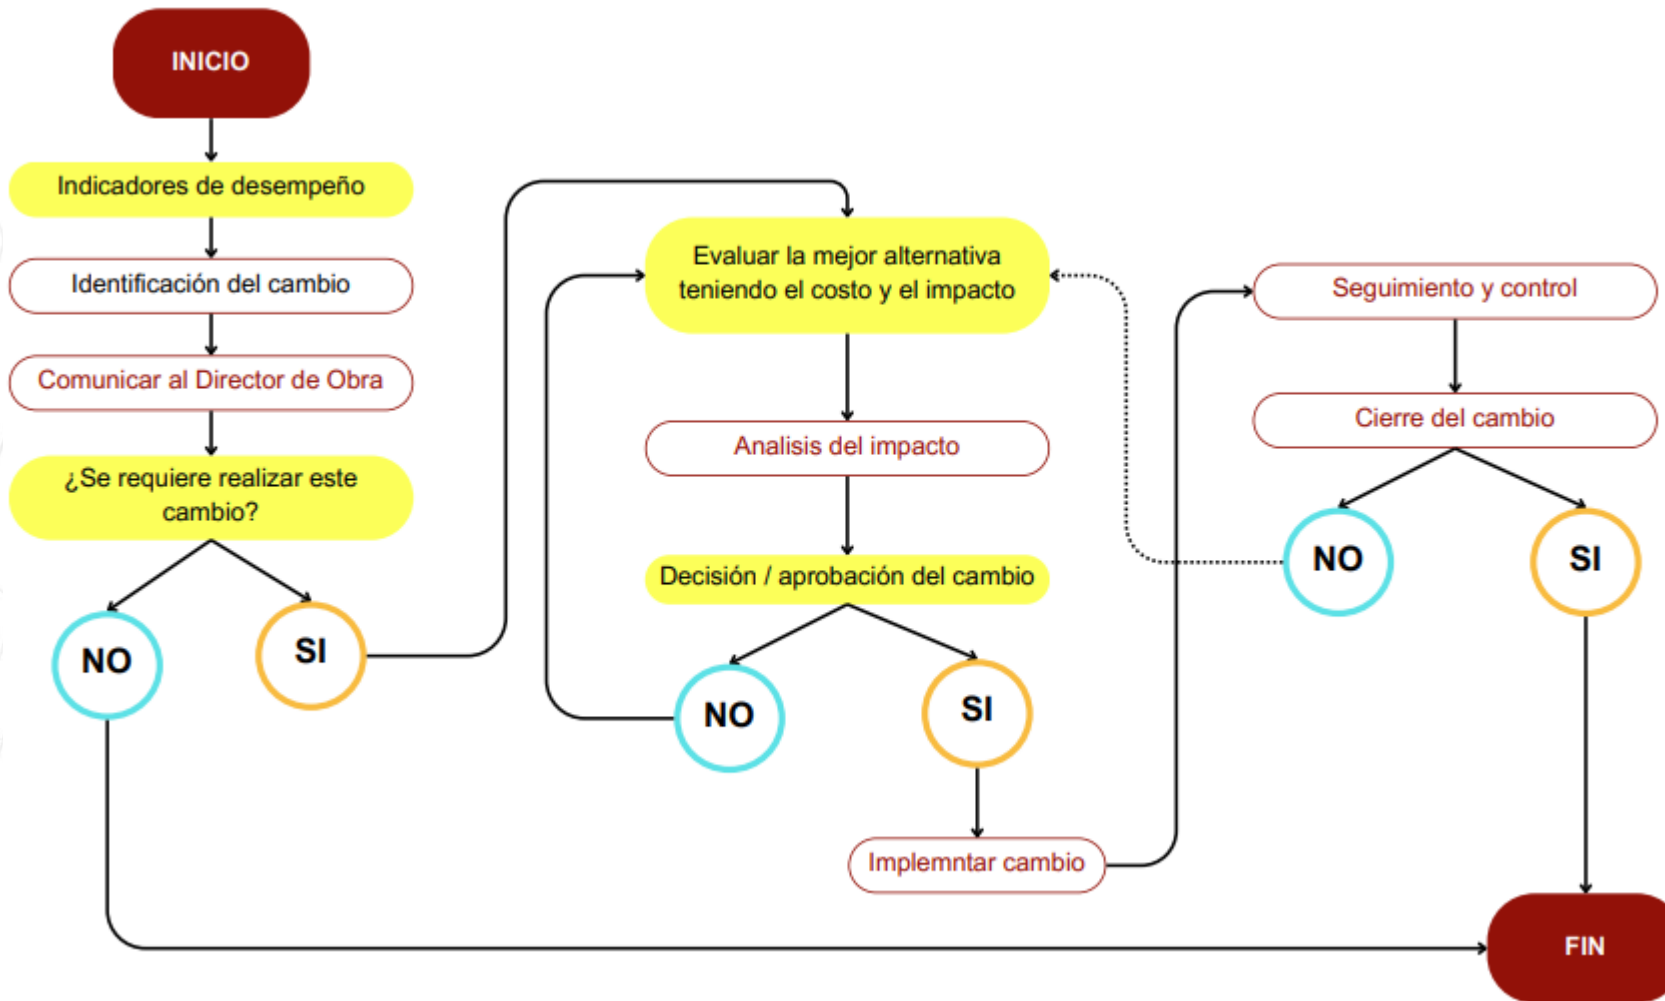 INICIO
Indicadores de desempeño
Identificación del cambio
Comunicar al Director de Obra
¿Se requiere realizar este
cambio?
NO
SI
Evaluar la mejor alternativa
teniendo el costo y el impacto
Analisis del impacto
Decisión / aprobación del cambio
NO
SI
Implemntar cambio
Seguimiento y control
Cierre del cambio
NO
SI
FIN